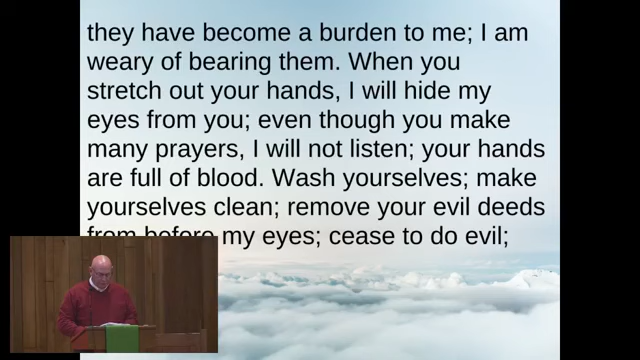 they have become a burden to me; I am
weary of bearing them. When you
stretch out your hands, I will hide my
eyes from you; even though you make
many prayers, I will not listen; your hands
are full of blood. Wash yourselves; make
yourselves clean; remove your evil deeds
from before my eyes; cease to do evil;